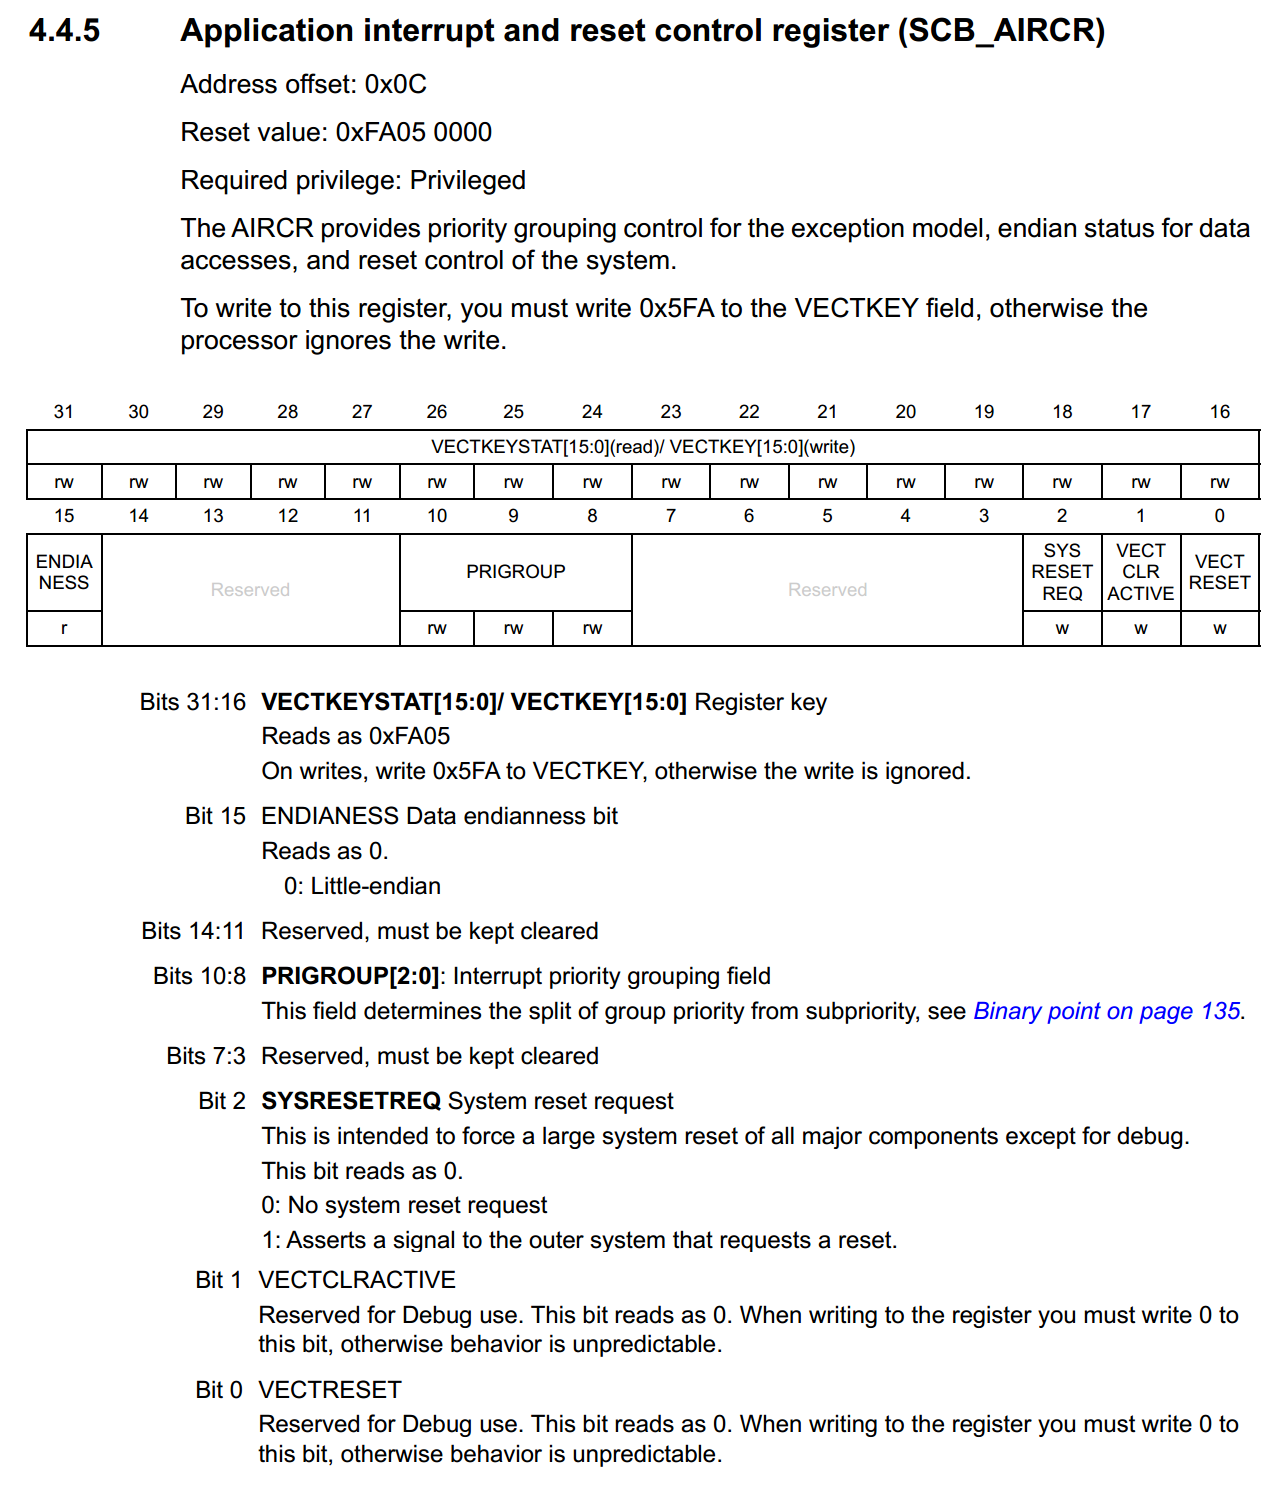 4.4.5 Application interrupt and reset control register (SCB_AIRCR)
Address offset: 0x0C
Reset value: 0xFA05 0000
Required privilege: Privileged
The AIRCR provides priority grouping control for the exception model, endian status for data
accesses, and reset control of the system.
To write to this register, you must write 0x5FA to the VECTKEY field, otherwise the
processor ignores the write.
31 30 29 28 27 26 25 24 23 22 21 20 19 18 17 16
VECTKEYSTAT[15:0](read)/ VECTKEY[15:0](write)
rw rw rw rw rw rw rw rw rw rw rw rw rw rw rw rw
15 14 13 12 11 10 9 8 7 6 5 4 3 2 1 0
ENDIA
NESS
Reserved
PRIGROUP
Reserved
SYS
RESET
REQ
VECT
CLR
ACTIVE
VECT
RESET
r rw rw rw w w w
Bits 31:16 VECTKEYSTAT[15:0]/ VECTKEY[15:0] Register key
Reads as 0xFA05
On writes, write 0x5FA to VECTKEY, otherwise the write is ignored.
Bit 15 ENDIANESS Data endianness bit
Reads as 0.
0: Little-endian
Bits 14:11 Reserved, must be kept cleared
Bits 10:8 PRIGROUP[2:0]: Interrupt priority grouping field
This field determines the split of group priority from subpriority, see Binary point on page 135.
Bits 7:3 Reserved, must be kept cleared
Bit 2 SYSRESETREQ System reset request
This is intended to force a large system reset of all major components except for debug.
This bit reads as 0.
0: No system reset request
1: Asserts a signal to the outer system that requests a reset.
Bit 1 VECTCLRACTIVE
Reserved for Debug use. This bit reads as 0. When writing to the register you must write 0 to
this bit, otherwise behavior is unpredictable.
Bit 0 VECTRESET
Reserved for Debug use. This bit reads as 0. When writing to the register you must write 0 to
this bit, otherwise behavior is unpredictable.